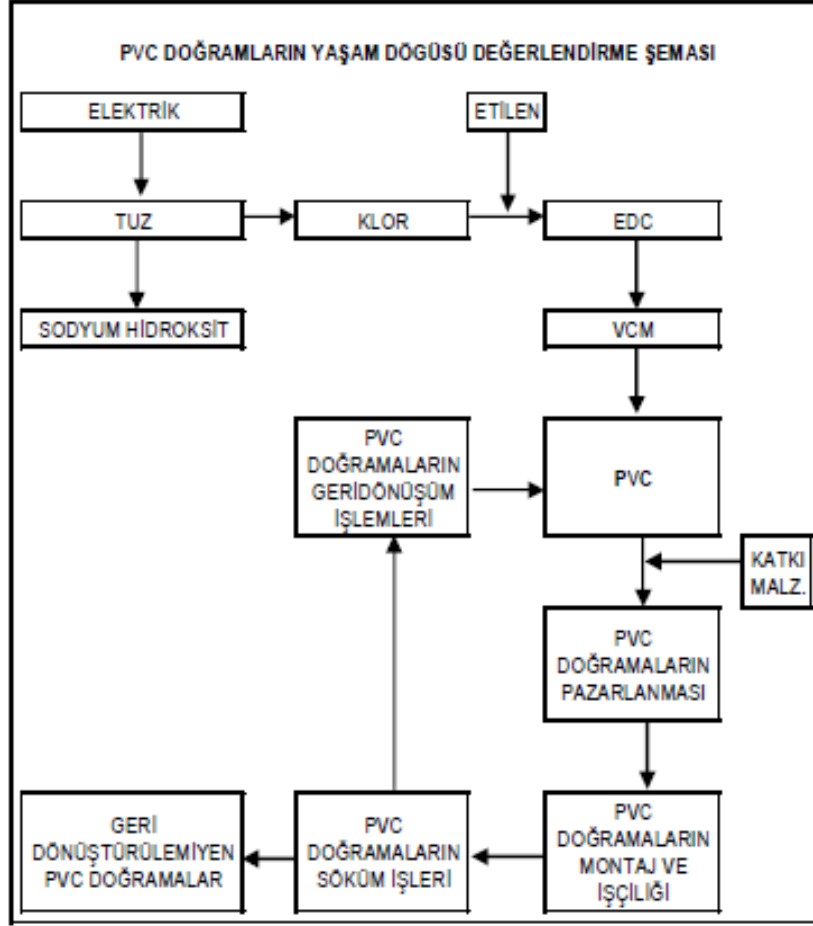 PVC DOĞRAMLARIN YAŞAM DÖGÜSÜ DEĞERLENDİRME ŞEMASI
ELEKTRİK
ETİLEN
TUZ
KLOR
EDC
SODYUM HİDROKSİT
VCM
PVC
DOĞRAMALARIN
GERİDÖNÜŞÜM
İŞLEMLERİ
PVC
KATKI
MALZ.
PVC
DOĞRAMALARIN
PAZARLANMASI
GERİ
DÖNÜŞTÜRÜLEMİYEN
PVC DOĞRAMALAR
PVC
DOĞRAMALARIN
SÖKÜM İŞLERİ
PVC
DOĞRAMALARIN
MONTAJ VE
İŞÇİLİĞİ